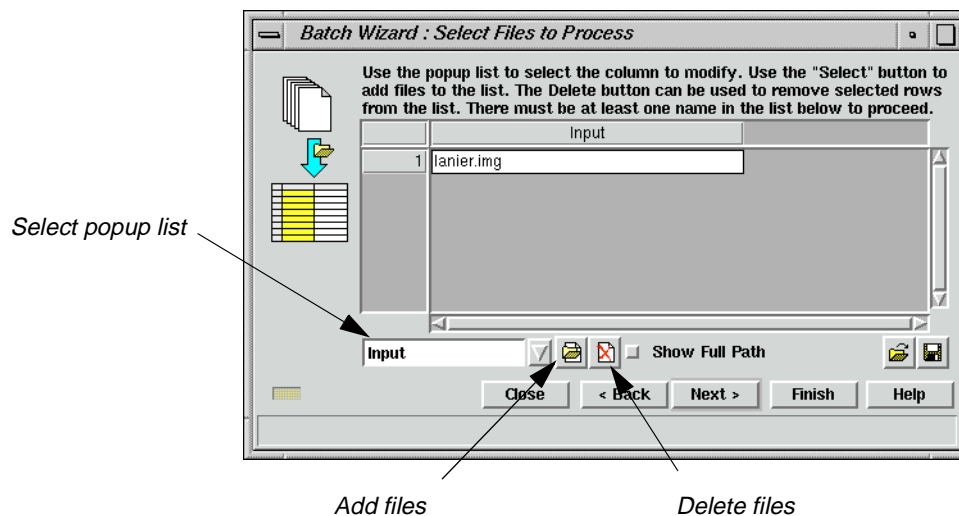 Batch Wizard : Select Files to Process
Use the popup list to select the column to modify. Use the "Select" button to
add files to the list. The Delete button can be used to remove selected rows
from the list. There must be at least one name in the list below to proceed.
Input
1 lanier.img
Select popup list
Input Show Full Path
Close < Back Next > Finish Help
Add files Delete files